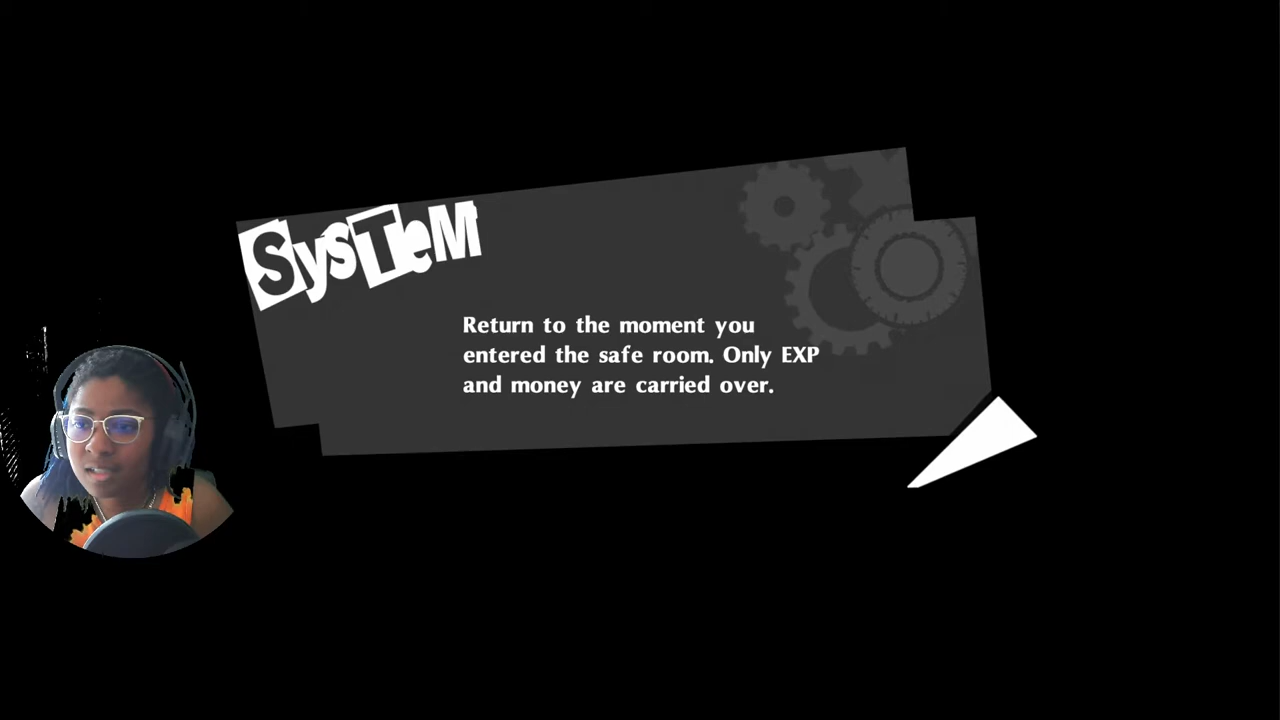 SysTeM
Return to the moment you
entered the safe room. Only EXP
and money are carried over.